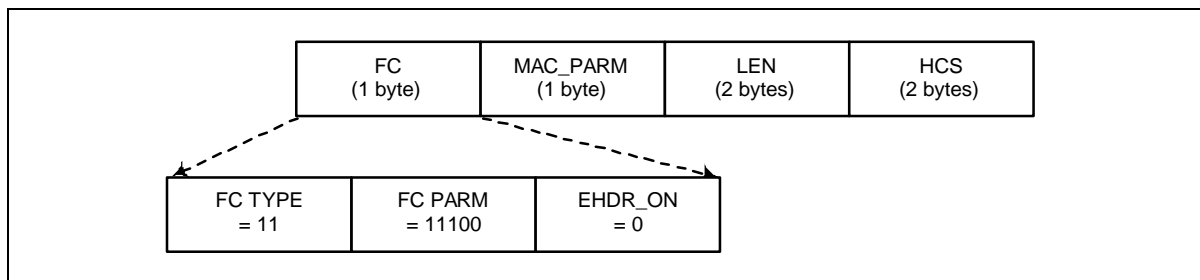 FC
(1 byte)
MAC_PARM
(1 byte)
LEN
(2 bytes)
HCS
(2 bytes)
FC TYPE
= 11
FC PARM
= 11100
EHDR_ON
= 0